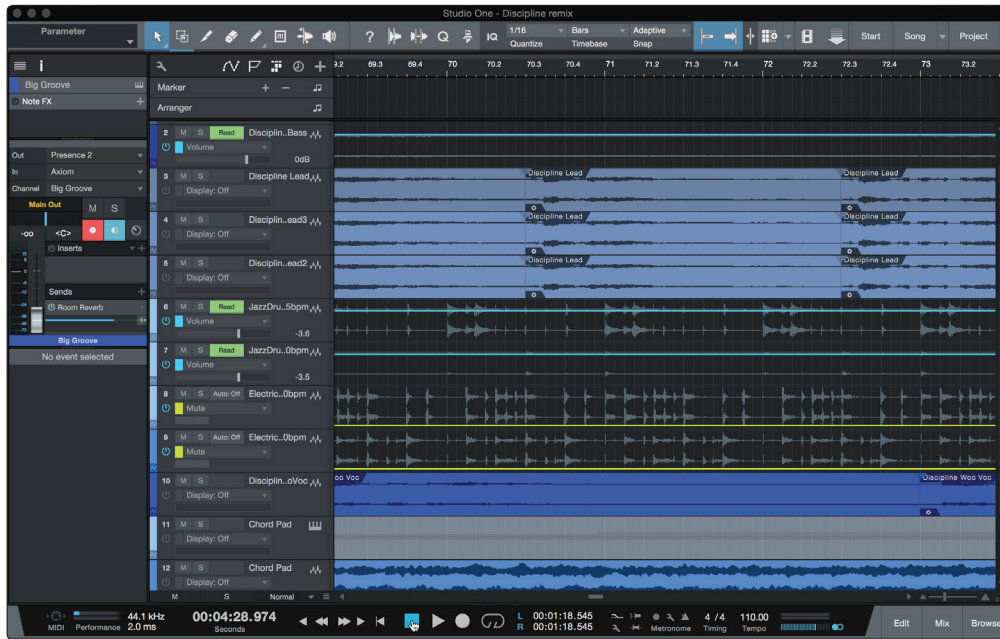 Studio One - Discipline remix
Parameter
IQ
1/16
Quantize
Bars
Timebase
Adaptive
Snap
Start
Song
Project
Big Groove
Note FX
Out Presence 2
In Axiom
Channel Big Groove
Main Out M S
-oo <C>
Inserts
Sends
Room Reverb
Big Groove
No event selected
9.2 69.3 69.4 70 70.2 70.3 70.4 71 71.2 71.3 71.4 72 72.2 72.3 72.4 73 73.2
Marker
Arranger
2 M S Read Disciplin..Bass
Volume
0dB
3 M S Discipline Lead
Display: Off
Discipline Lead Discipline Lead
4 M S Disciplin..ead3
Display: Off
Discipline Lead Discipline Lead
5 M S Disciplin..ead2
Display: Off
Discipline Lead Discipline Lead
6 M S Read JazzDru..5bpm
Volume
-3.6
7 M S Read JazzDru..0bpm
Volume
-3.5
8 M S Auto: Off Electric..0bpm
Mute
9 M S Auto: Off Electric..0bpm
Mute
10 M S Disciplin..oVoc
Display: Off
oo Voc Discipline Woo Voc
11 M S Chord Pad
Display: Off
12 M S Chord Pad
Display: Off
M S Normal
MIDI
Performance
44.1 kHz
2.0 ms
00:04:28.974
Seconds
L 00:01:18.545
R 00:01:18.545
Metronome
4 / 4
Timing
110.00
Tempo
Edit
Mix
Browse